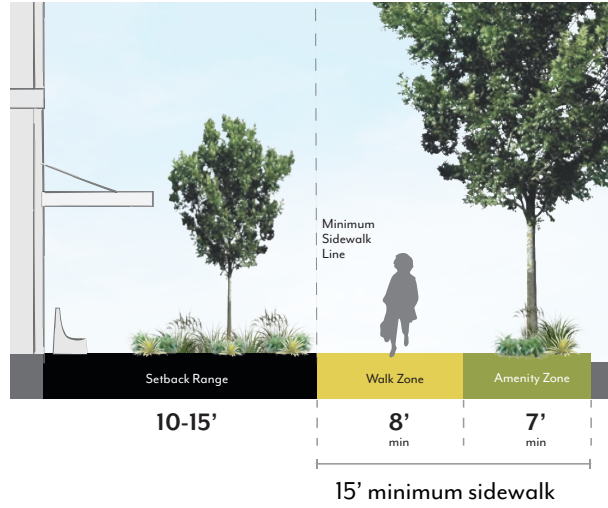 Minimum
Sidewalk
Line
Setback Range
Walk Zone
Amenity Zone
10-15’
8’
min
7’
min
15’ minimum sidewalk